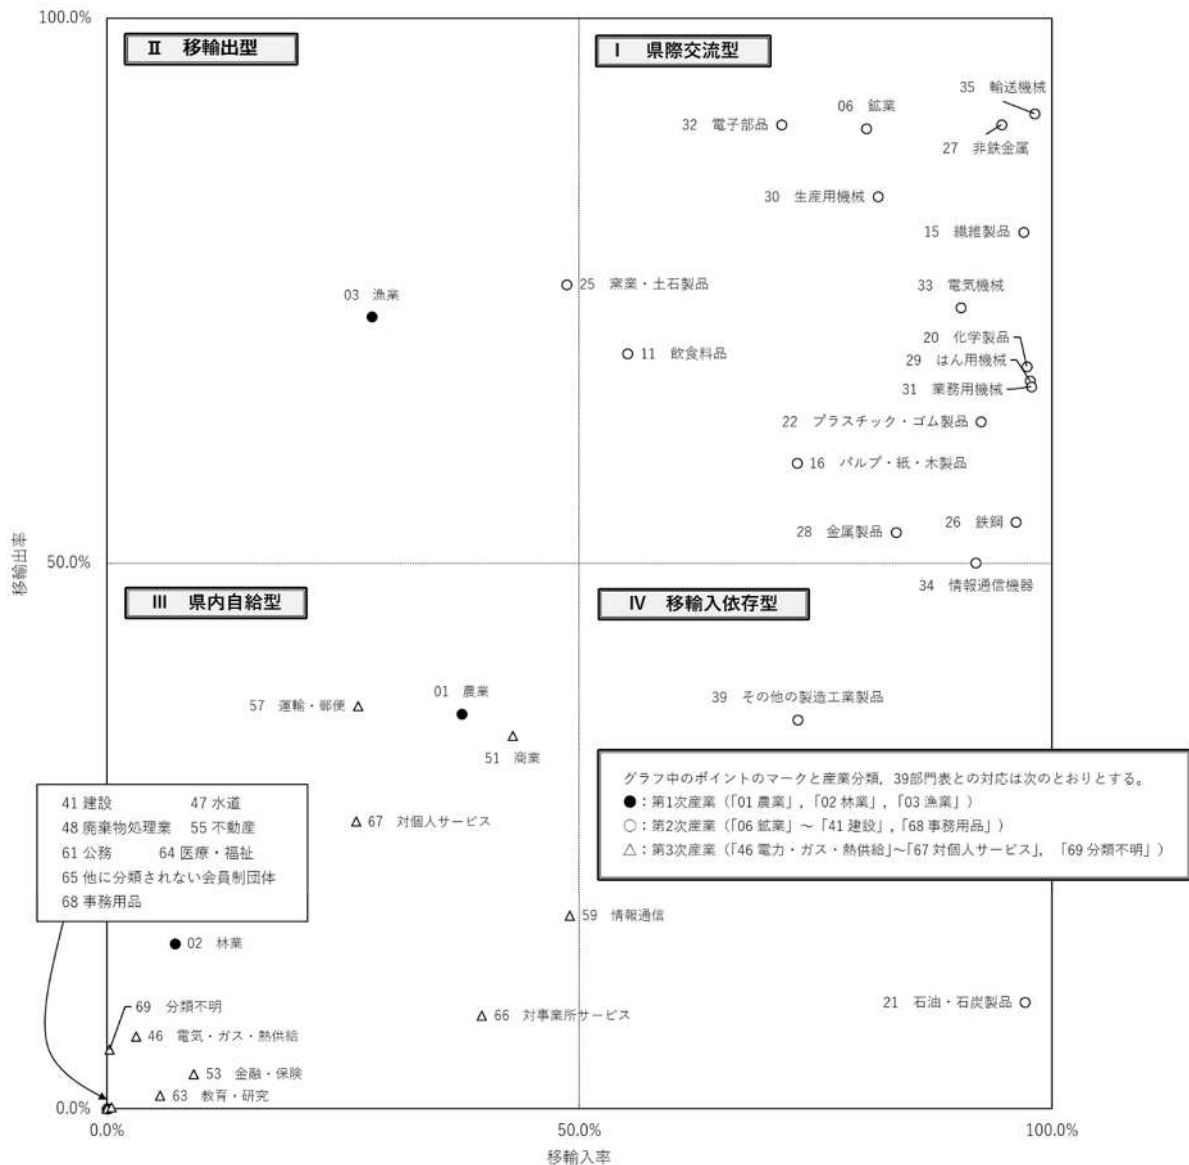 100.0%
Ⅱ 移輸出型
Ⅰ 県際交流型
35 輸送機械
06 鉱業
32 電子部品
27 非鉄金属
30 生産用機械
15 繊維製品
25 窯業・土石製品
33 電気機械
03 漁業
20 化学製品
11 飲食料品
29 はん用機械
31 業務用機械
22 プラスチック・ゴム製品
16 パルプ・紙・木製品
26 鉄鋼
28 金属製品
移輸出率
50.0%
34 情報通信機器
Ⅲ 県内自給型
Ⅳ 移輸入依存型
01 農業
39 その他の製造工業製品
57 運輸・郵便
51 商業
グラフ中のポイントのマークと産業分類、39部門表との対応は次のとおりとする。
●:第1次産業(「01 農業」,「02 林業」,「03 漁業」)
○:第2次産業(「06 鉱業」~「41 建設」,「68 事務用品」)
△:第3次産業(「46 電力・ガス・熱供給」~「67 対個人サービス」, 「69 分類不明」)
41 建設 47 水道
48 廃棄物処理業 55 不動産
61 公務 64 医療・福祉
65 他に分類されない会員制団体
68 事務用品
67 対個人サービス
59 情報通信
02 林業
69 分類不明
21 石油・石炭製品
66 対事業所サービス
46 電気・ガス・熱供給
53 金融・保険
63 教育・研究
0.0%
0.0% 50.0% 100.0%
移輸入率